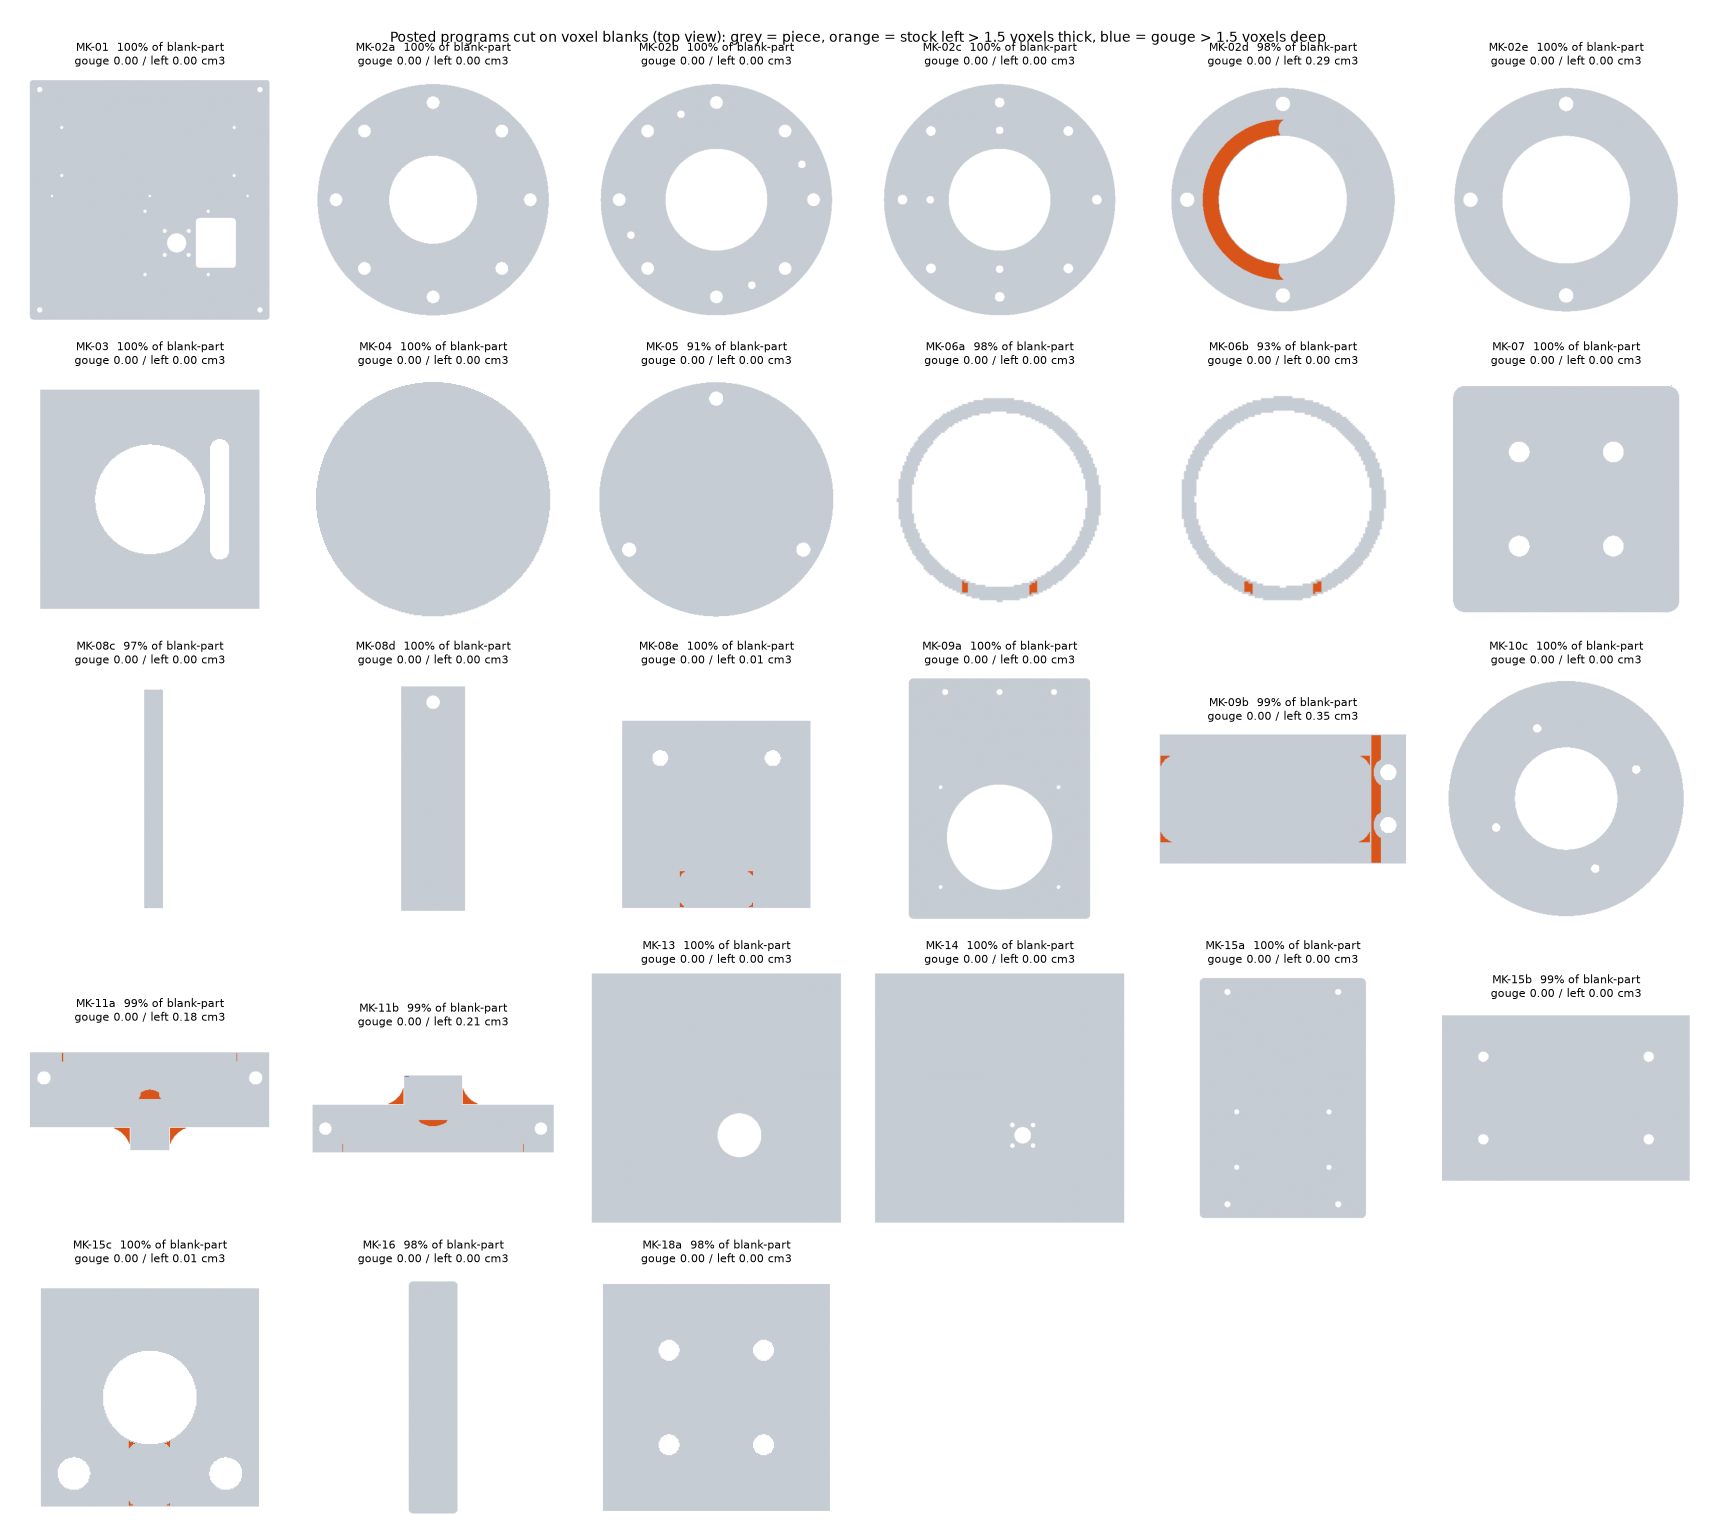 Posted programs cut on voxel blanks (top view): grey = piece, orange = stock left > 1.5 voxels thick, blue = gouge > 1.5 voxels deep
MK-01 100% of blank-part
gouge 0.00 / left 0.00 cm3
MK-02a 100% of blank-part
gouge 0.00 / left 0.00 cm3
MK-02b 100% of blank-part
gouge 0.00 / left 0.00 cm3
MK-02c 100% of blank-part
gouge 0.00 / left 0.00 cm3
MK-02d 98% of blank-part
gouge 0.00 / left 0.29 cm3
MK-02e 100% of blank-part
gouge 0.00 / left 0.00 cm3
MK-03 100% of blank-part
gouge 0.00 / left 0.00 cm3
MK-04 100% of blank-part
gouge 0.00 / left 0.00 cm3
MK-05 91% of blank-part
gouge 0.00 / left 0.00 cm3
MK-06a 98% of blank-part
gouge 0.00 / left 0.00 cm3
MK-06b 93% of blank-part
gouge 0.00 / left 0.00 cm3
MK-07 100% of blank-part
gouge 0.00 / left 0.00 cm3
MK-08c 97% of blank-part
gouge 0.00 / left 0.00 cm3
MK-08d 100% of blank-part
gouge 0.00 / left 0.00 cm3
MK-08e 100% of blank-part
gouge 0.00 / left 0.01 cm3
MK-09a 100% of blank-part
gouge 0.00 / left 0.00 cm3
MK-09b 99% of blank-part
gouge 0.00 / left 0.35 cm3
MK-10c 100% of blank-part
gouge 0.00 / left 0.00 cm3
MK-11a 99% of blank-part
gouge 0.00 / left 0.18 cm3
MK-11b 99% of blank-part
gouge 0.00 / left 0.21 cm3
MK-13 100% of blank-part
gouge 0.00 / left 0.00 cm3
MK-14 100% of blank-part
gouge 0.00 / left 0.00 cm3
MK-15a 100% of blank-part
gouge 0.00 / left 0.00 cm3
MK-15b 99% of blank-part
gouge 0.00 / left 0.00 cm3
MK-15c 100% of blank-part
gouge 0.00 / left 0.01 cm3
MK-16 98% of blank-part
gouge 0.00 / left 0.00 cm3
MK-18a 98% of blank-part
gouge 0.00 / left 0.00 cm3